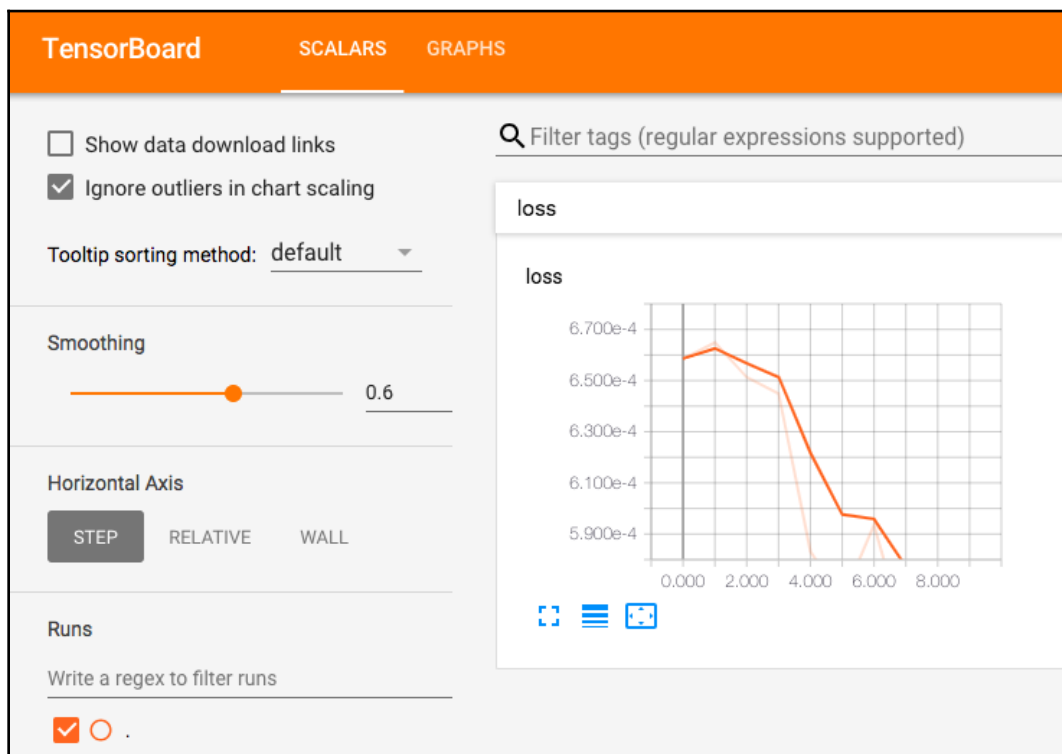 TensorBoard SCALARS GRAPHS
Show data download links
Ignore outliers in chart scaling
Tooltip sorting method: default
Smoothing
0.6
Horizontal Axis
STEP RELATIVE WALL
Runs
Write a regex to filter runs
.
Filter tags (regular expressions supported)
loss
loss
6.700e-4
6.500e-4
6.300e-4
6.100e-4
5.900e-4
0.000 2.000 4.000 6.000 8.000